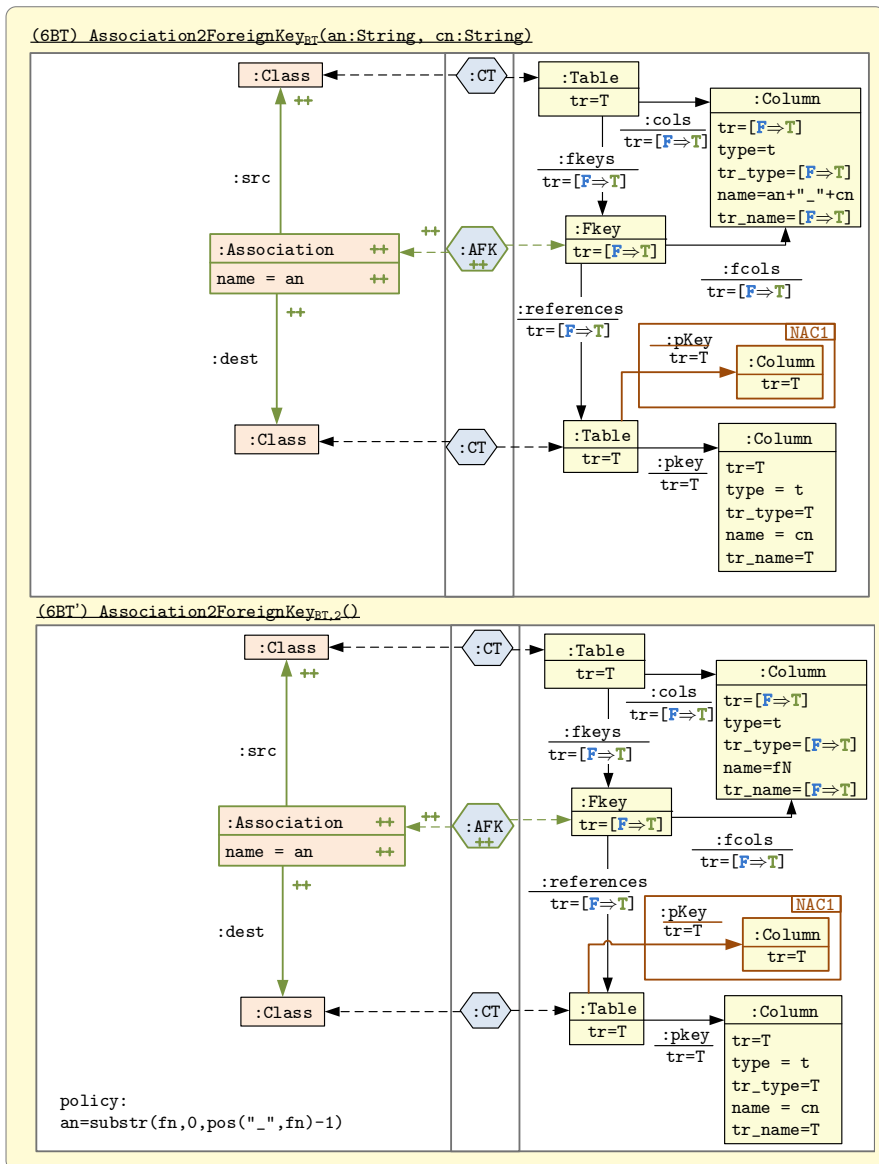 (6BT) Association2ForeignKeyBT(an:String, cn:String)
:Class
++
:CT
:Table
tr=T
:cols
tr=[F⇒T]
:Column
tr=[F⇒T]
type=t
tr_type=[F⇒T]
name=an+"_"+cn
tr_name=[F⇒T]
:fkeys
tr=[F⇒T]
:src
:Association ++
name = an ++
++
++
:AFK
++
:Fkey
tr=[F⇒T]
:fcols
tr=[F⇒T]
:references
tr=[F⇒T]
:dest
NAC1
:pKey
tr=T
:Column
tr=T
:Class
:CT
:Table
tr=T
:pkey
tr=T
:Column
tr=T
type = t
tr_type=T
name = cn
tr_name=T
(6BT') Association2ForeignKeyBT,2()
:Class
++
:CT
:Table
tr=T
:cols
tr=[F⇒T]
:Column
tr=[F⇒T]
type=t
tr_type=[F⇒T]
name=fN
tr_name=[F⇒T]
:fkeys
tr=[F⇒T]
:src
:Association ++
name = an ++
++
++
:AFK
++
:Fkey
tr=[F⇒T]
:fcols
tr=[F⇒T]
:references
tr=[F⇒T]
:dest
NAC1
:pKey
tr=T
:Column
tr=T
:Class
:CT
:Table
tr=T
:pkey
tr=T
:Column
tr=T
type = t
tr_type=T
name = cn
tr_name=T
policy:
an=substr(fn,0,pos("_",fn)-1)